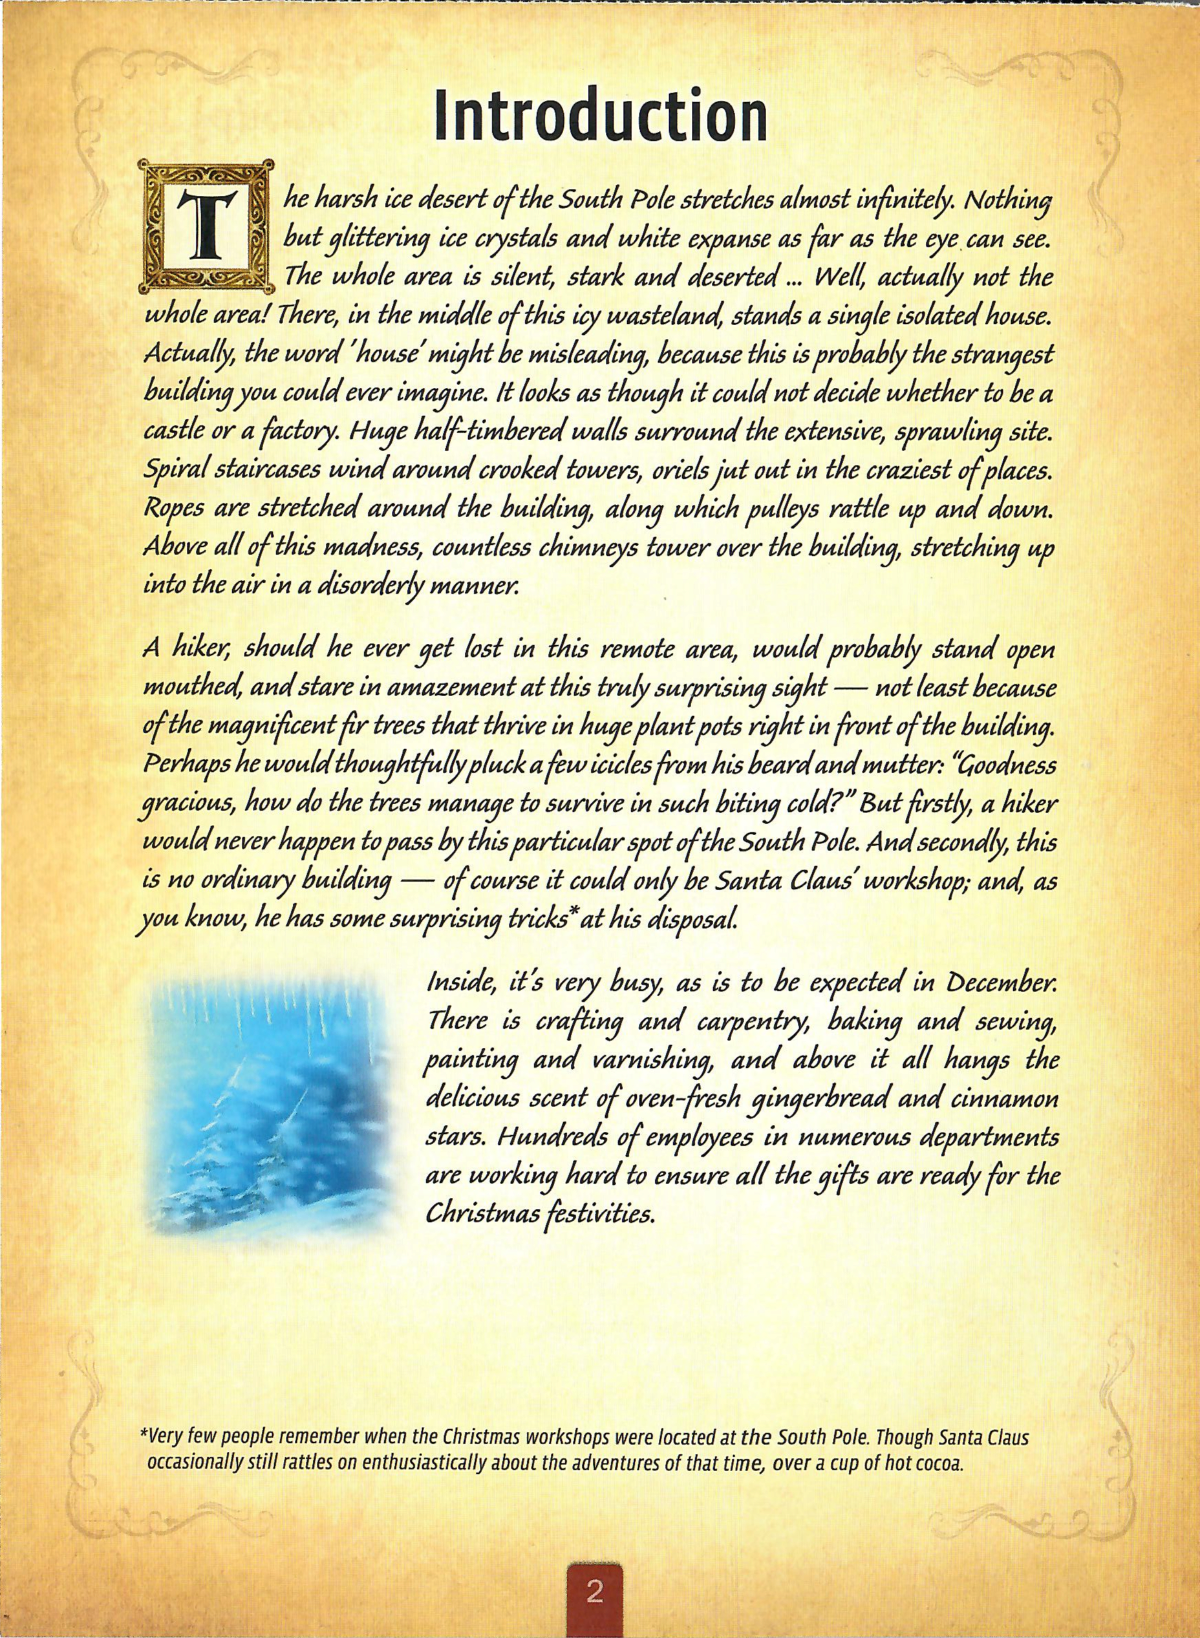 Introduction
The harsh ice desert of the South Pole stretches almost infinitely. Nothing
but glittering ice crystals and white expanse as far as the eye can see.
The whole area is silent, stark and deserted ... Well, actually not the
whole area! There, in the middle of this icy wasteland, stands a single isolated house.
Actually, the word 'house' might be misleading, because this is probably the strangest
building you could ever imagine. It looks as though it could not decide whether to be a
castle or a factory. Huge half-timbered walls surround the extensive, sprawling site.
Spiral staircases wind around crooked towers, oriels jut out in the craziest of places.
Ropes are stretched around the building, along which pulleys rattle up and down.
Above all of this madness, countless chimneys tower over the building, stretching up
into the air in a disorderly manner.
A hiker, should he ever get lost in this remote area, would probably stand open
mouthed, and stare in amazement at this truly surprising sight — not least because
of the magnificent fir trees that thrive in huge plant pots right in front of the building.
Perhaps he would thoughtfully pluck a few icicles from his beard and mutter: “Goodness
gracious, how do the trees manage to survive in such biting cold?” But firstly, a hiker
would never happen to pass by this particular spot of the South Pole. And secondly, this
is no ordinary building — of course it could only be Santa Claus' workshop; and, as
you know, he has some surprising tricks* at his disposal.
Inside, it's very busy, as is to be expected in December.
There is crafting and carpentry, baking and sewing,
painting and varnishing, and above it all hangs the
delicious scent of oven-fresh gingerbread and cinnamon
stars. Hundreds of employees in numerous departments
are working hard to ensure all the gifts are ready for the
Christmas festivities.
*Very few people remember when the Christmas workshops were located at the South Pole. Though Santa Claus
occasionally still rattles on enthusiastically about the adventures of that time, over a cup of hot cocoa.
2